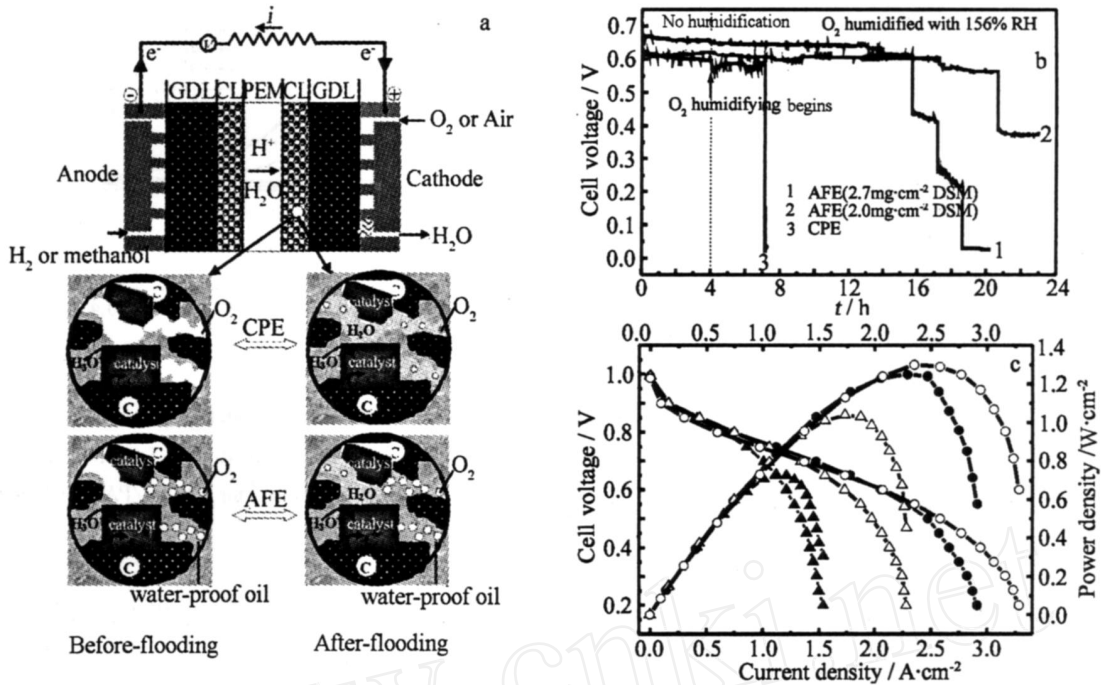 a
i
V
e⁻
e⁻
GDL CL PEM CL GDL
⊖
⊕
O₂ or Air
H⁺
H₂O
Anode
Cathode
H₂ or methanol
H₂O
C
catalyst
O₂
H₂O
catalyst
C
CPE
C
catalyst
O₂
H₂O
H₂O
catalyst
C
C
catalyst
O₂
H₂O
catalyst
C
AFE
C
catalyst
O₂
H₂O
H₂O
catalyst
C
water-proof oil
water-proof oil
Before-flooding
After-flooding
b
No humidification
O₂ humidified with 156% RH
O₂ humidifying begins
1 AFE(2.7mg·cm⁻² DSM)
2 AFE(2.0mg·cm⁻² DSM)
3 CPE
3
1
2
Cell voltage / V
0.7
0.6
0.5
0.4
0.3
0.2
0.1
0.0
0 4 8 12 16 20 24
t / h
c
0.0 0.5 1.0 1.5 2.0 2.5 3.0
Cell voltage / V
1.0
0.8
0.6
0.4
0.2
1.4
1.2
1.0
0.8
0.6
0.4
0.2
0.0
Power density /W·cm⁻²
0.0 0.5 1.0 1.5 2.0 2.5 3.0
Current density / A·cm⁻²
www.cnki.net